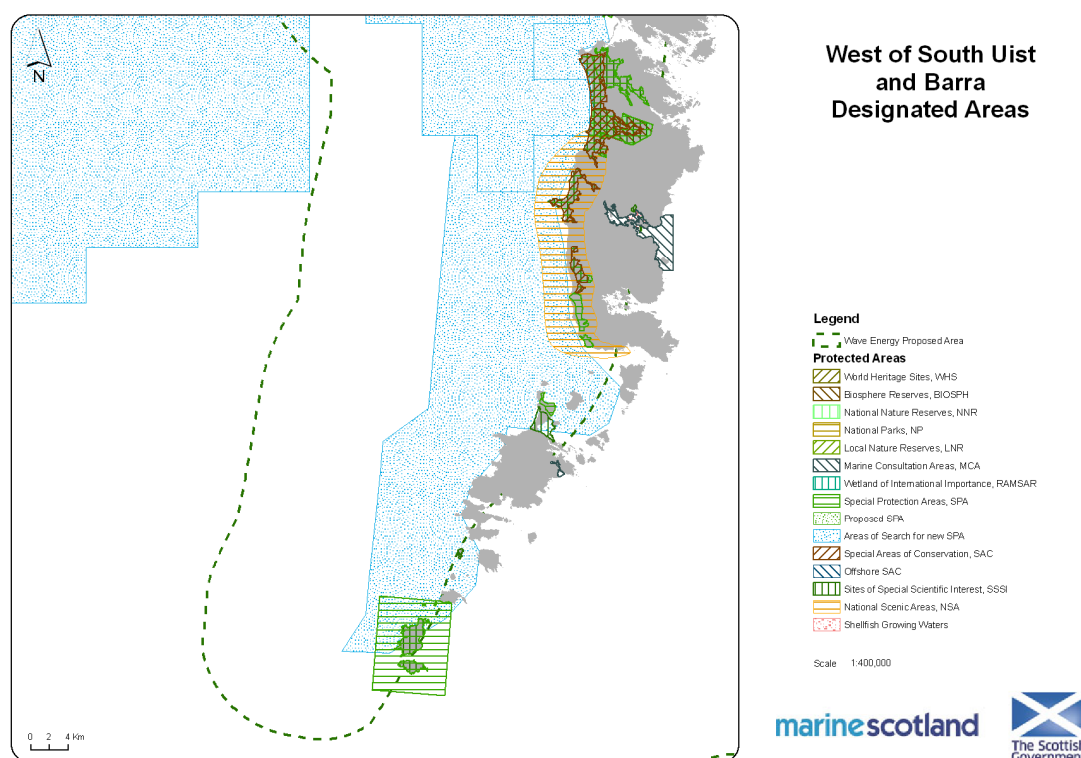 N
West of South Uist
and Barra
Designated Areas
Legend
Wave Energy Proposed Area
Protected Areas
World Heritage Sites, WHS
Biosphere Reserves, BIOSPH
National Nature Reserves, NNR
National Parks, NP
Local Nature Reserves, LNR
Marine Consultation Areas, MCA
Wetland of International Importance, RAMSAR
Special Protection Areas, SPA
Proposed SPA
Areas of Search for new SPA
Special Areas of Conservation, SAC
Offshore SAC
Sites of Special Scientific Interest, SSSI
National Scenic Areas, NSA
Shellfish Growing Waters
Scale 1:400,000
0 2 4 Km
marinescotland
The Scottish
Government